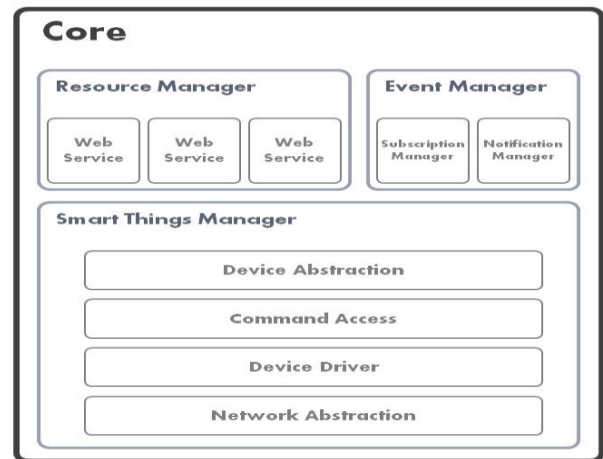 Core
Resource Manager
Web
Service
Web
Service
Web
Service
Event Manager
Subscription
Manager
Notification
Manager
Smart Things Manager
Device Abstraction
Command Access
Device Driver
Network Abstraction